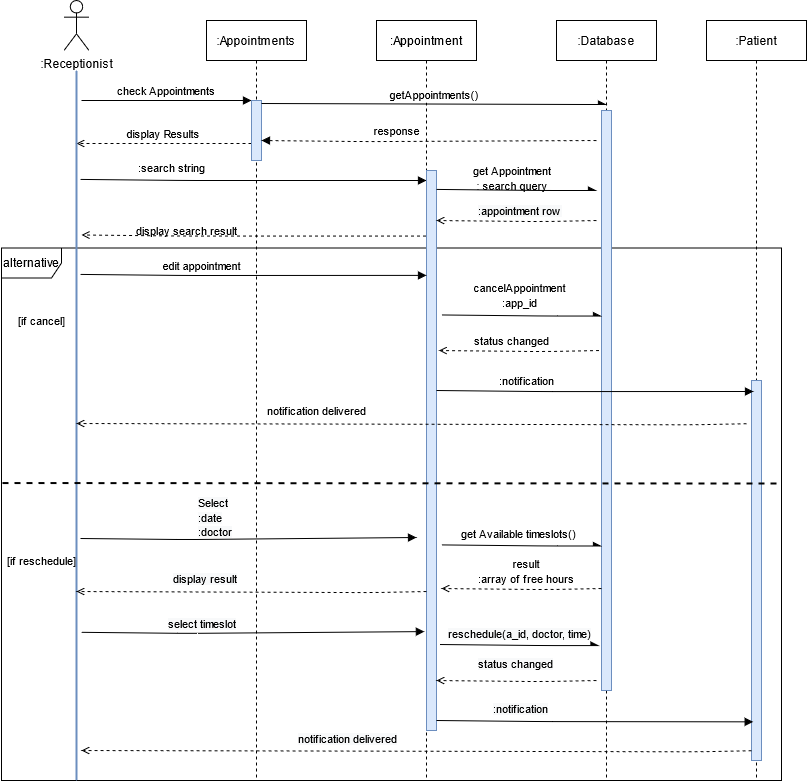 :Receptionist
:Appointments
:Appointment
:Database
:Patient
check Appointments
getAppointments()
display Results
response
:search string
get Appointment
: search query
:appointment row
display search result
alternative
edit appointment
cancelAppointment
:app_id
[if cancel]
status changed
:notification
notification delivered
Select
:date
:doctor
get Available timeslots()
[if reschedule]
result
:array of free hours
display result
select timeslot
reschedule(a_id, doctor, time)
status changed
:notification
notification delivered